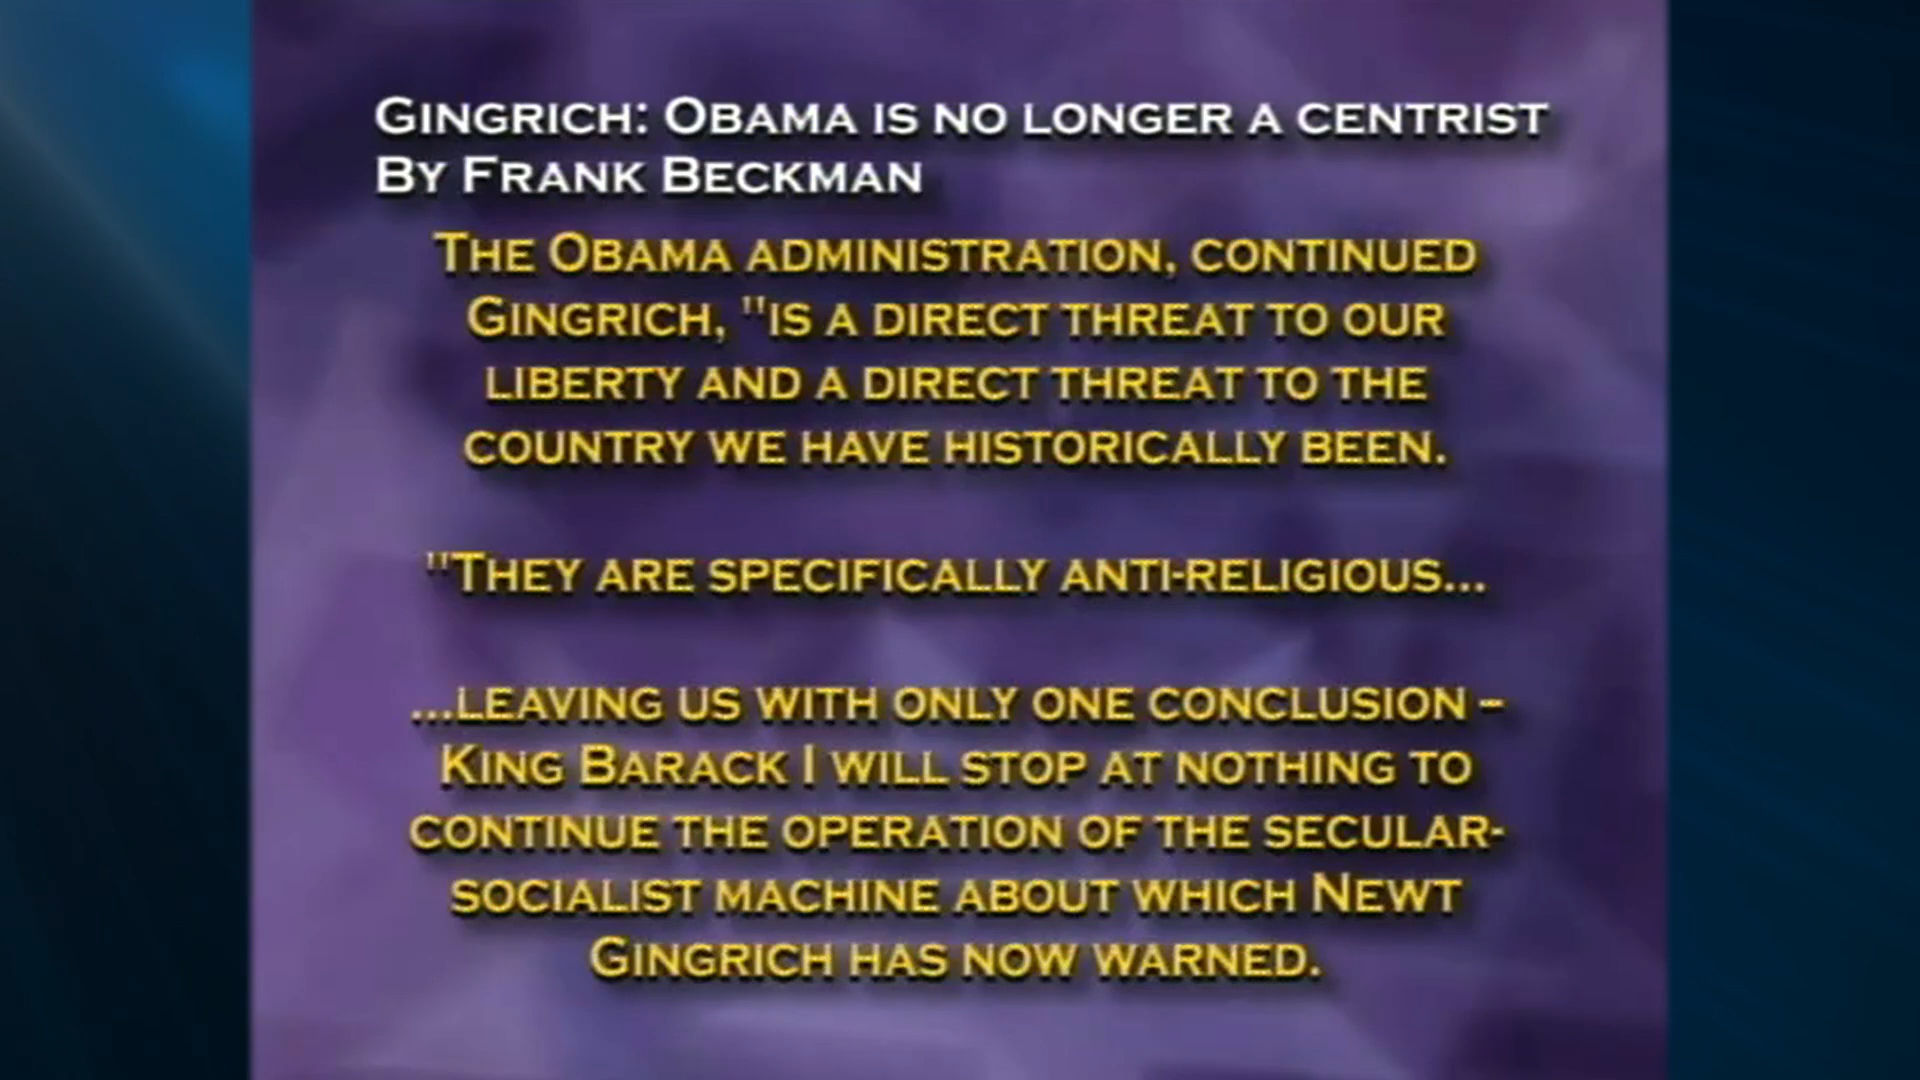 GINGRICH: OBAMA IS NO LONGER A CENTRIST
BY FRANK BECKMAN
THE OBAMA ADMINISTRATION, CONTINUED
GINGRICH, "IS A DIRECT THREAT TO OUR
LIBERTY AND A DIRECT THREAT TO THE
COUNTRY WE HAVE HISTORICALLY BEEN.
"THEY ARE SPECIFICALLY ANTI-RELIGIOUS...
...LEAVING US WITH ONLY ONE CONCLUSION –
KING BARACK I WILL STOP AT NOTHING TO
CONTINUE THE OPERATION OF THE SECULAR-
SOCIALIST MACHINE ABOUT WHICH NEWT
GINGRICH HAS NOW WARNED.